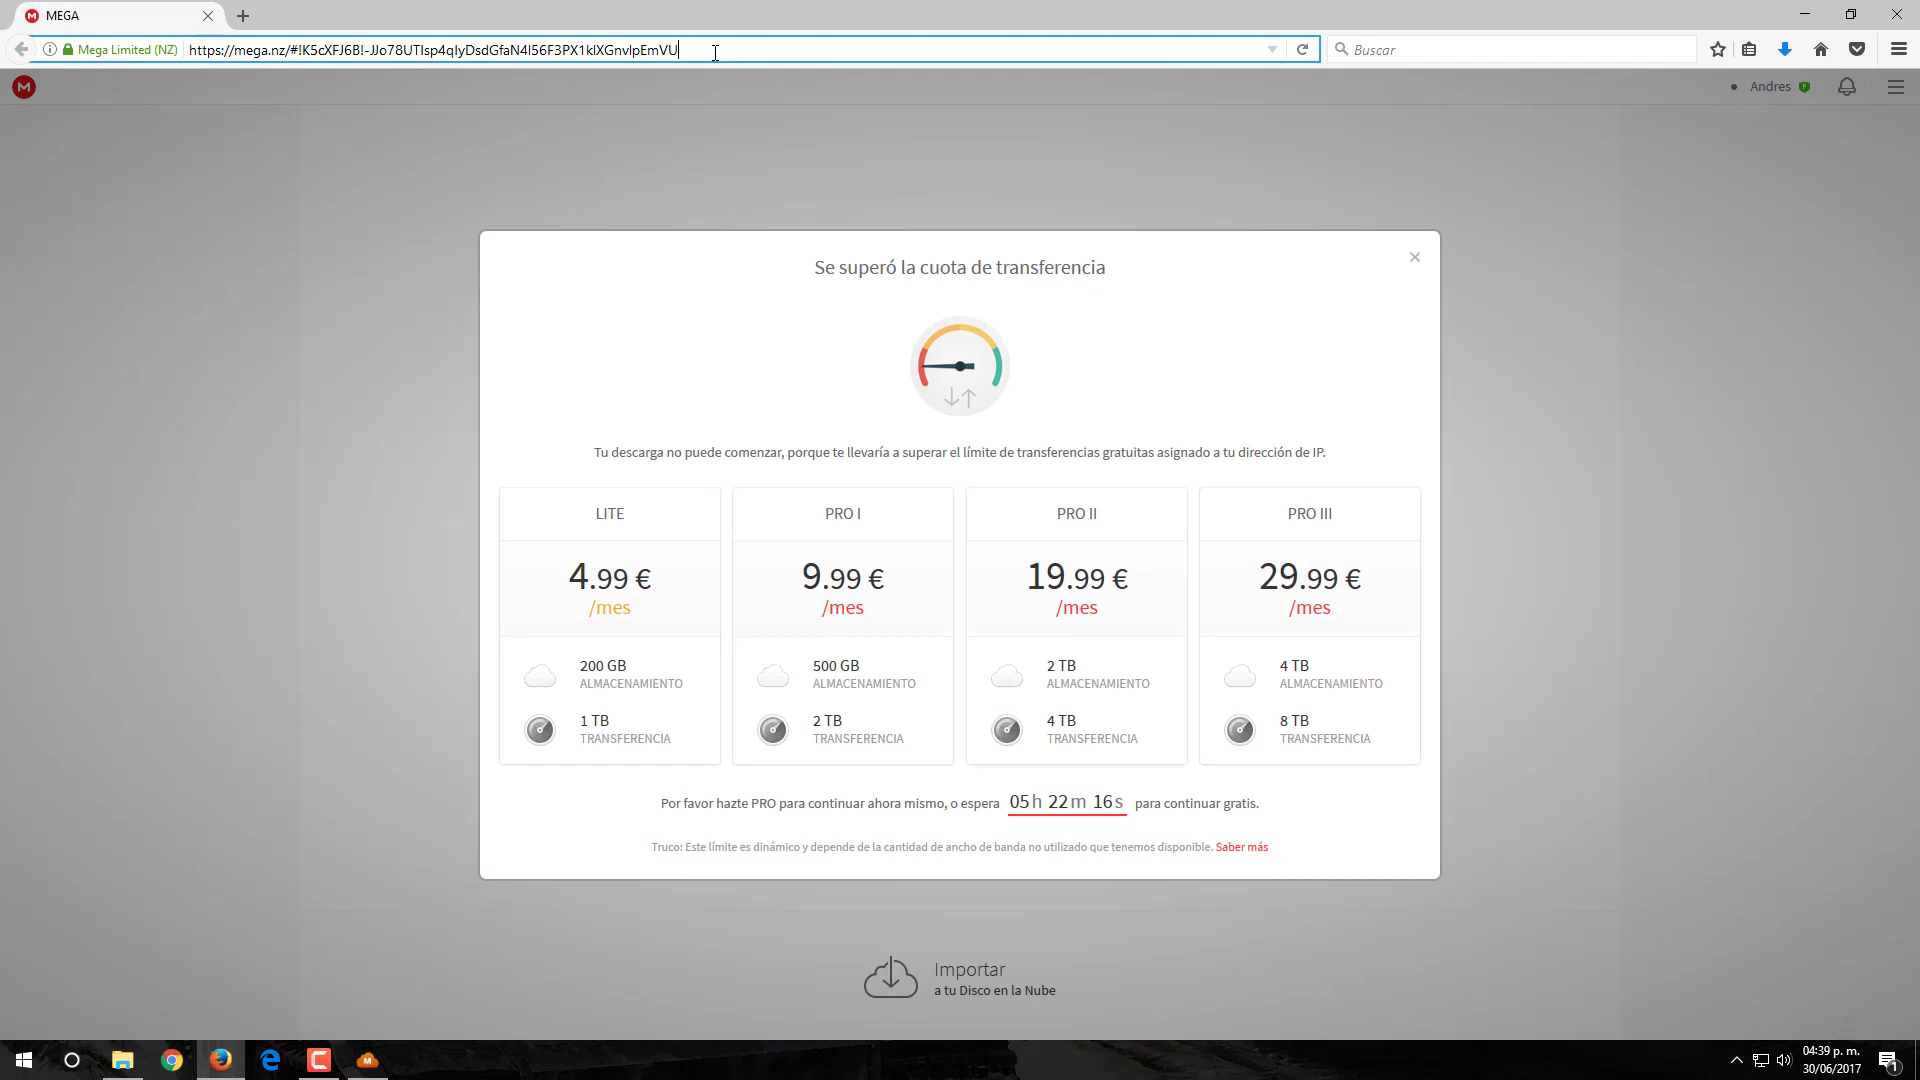 MEGA
Mega Limited (NZ)
https://mega.nz/#!K5cXFJ6B!-JJo78UTIsp4qIyDsdGfaN4I56F3PX1klXGnvlpEmVU
Buscar
M
Andres
Se superó la cuota de transferencia
Tu descarga no puede comenzar, porque te llevaría a superar el límite de transferencias gratuitas asignado a tu dirección de IP.
LITE
4.99 €
/mes
200 GB
ALMACENAMIENTO
1 TB
TRANSFERENCIA
PRO I
9.99 €
/mes
500 GB
ALMACENAMIENTO
2 TB
TRANSFERENCIA
PRO II
19.99 €
/mes
2 TB
ALMACENAMIENTO
4 TB
TRANSFERENCIA
PRO III
29.99 €
/mes
4 TB
ALMACENAMIENTO
8 TB
TRANSFERENCIA
Por favor hazte PRO para continuar ahora mismo, o espera 05h 22m 16s para continuar gratis.
Truco: Este límite es dinámico y depende de la cantidad de ancho de banda no utilizado que tenemos disponible. Saber más
Importar
a tu Disco en la Nube
04:39 p. m.
30/06/2017
1